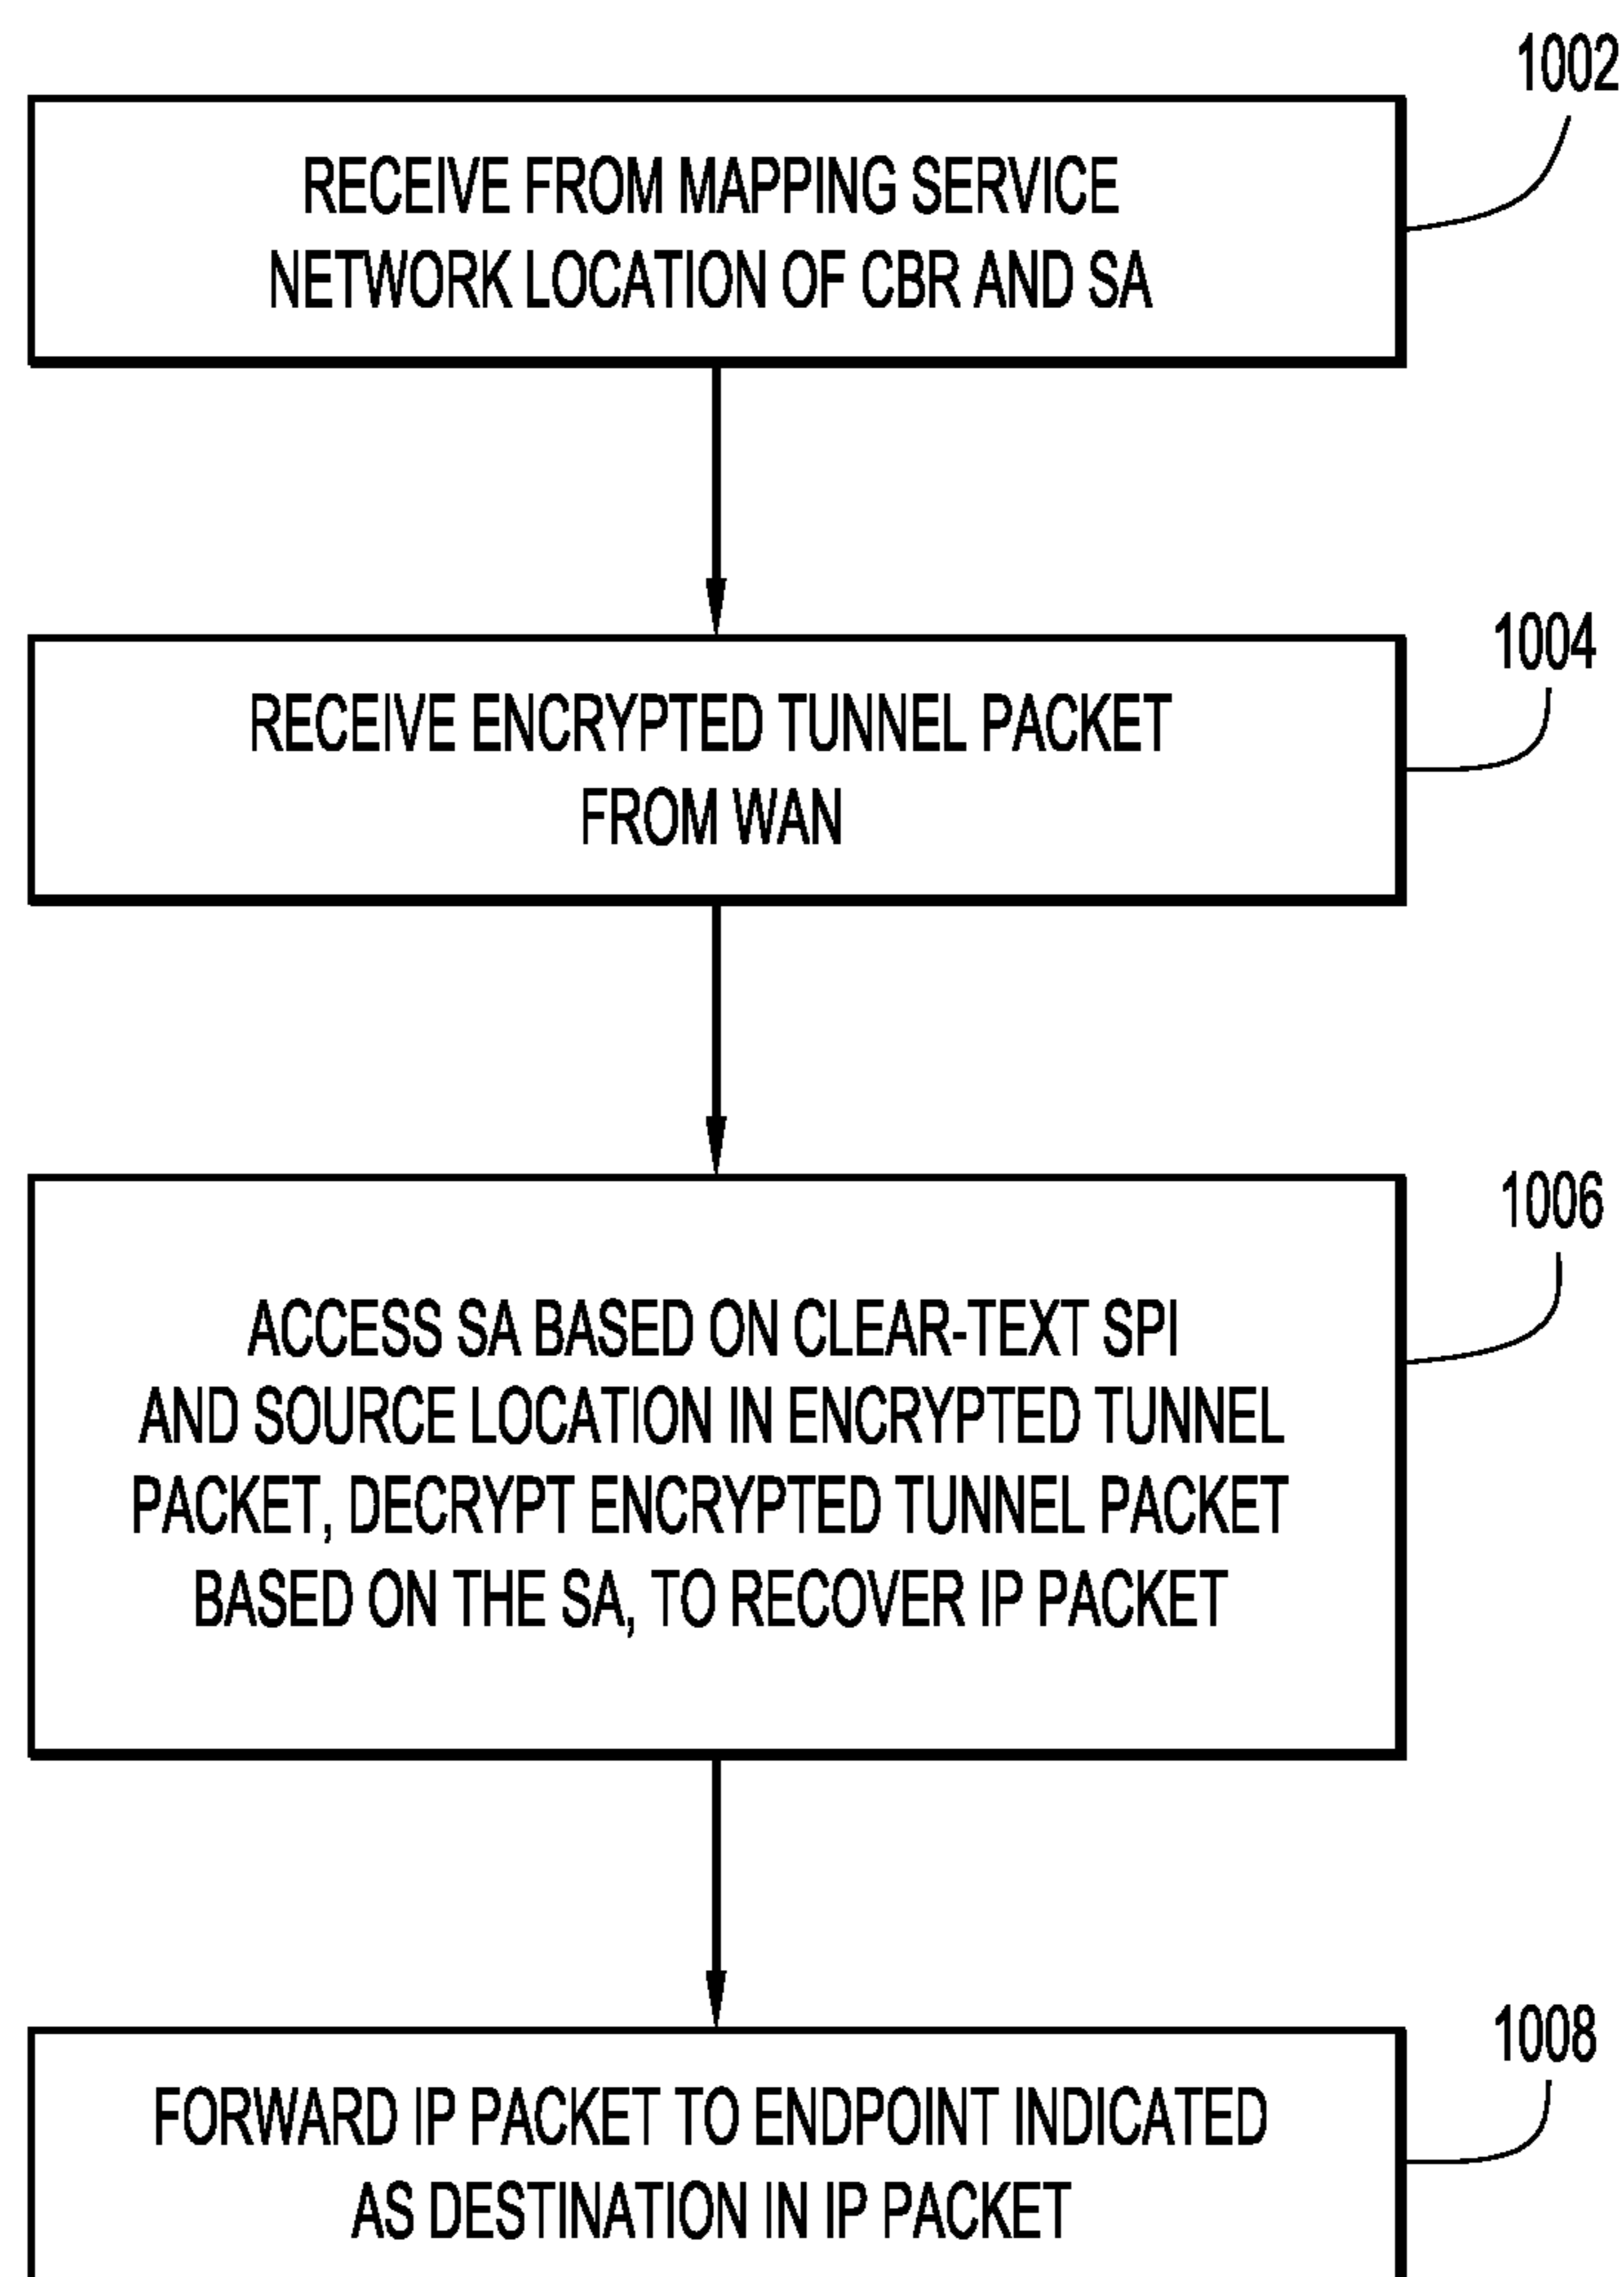 1002
RECEIVE FROM MAPPING SERVICE
NETWORK LOCATION OF CBR AND SA
1004
RECEIVE ENCRYPTED TUNNEL PACKET
FROM WAN
1006
ACCESS SA BASED ON CLEAR-TEXT SPI
AND SOURCE LOCATION IN ENCRYPTED TUNNEL
PACKET, DECRYPT ENCRYPTED TUNNEL PACKET
BASED ON THE SA, TO RECOVER IP PACKET
1008
FORWARD IP PACKET TO ENDPOINT INDICATED
AS DESTINATION IN IP PACKET